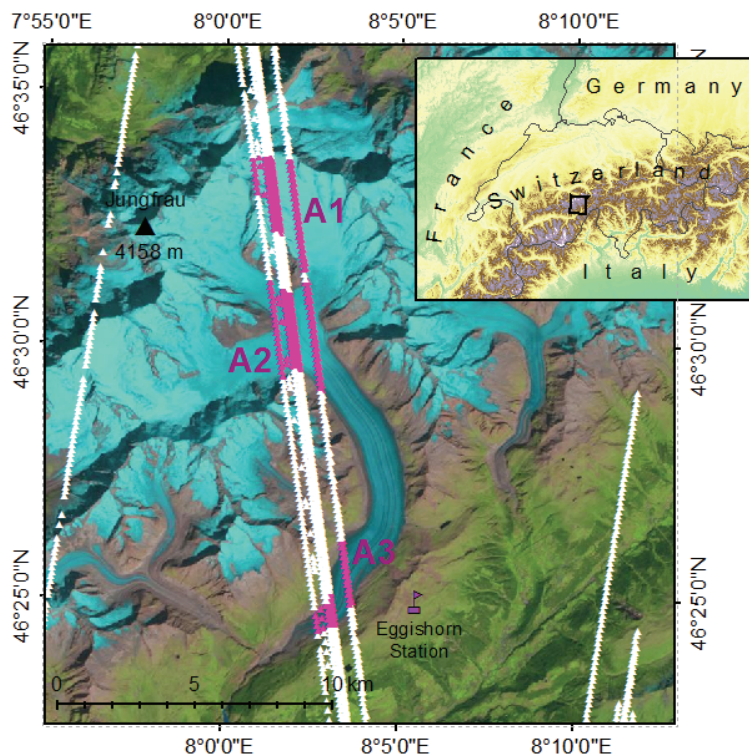 7°55'0"E
8°0'0"E
8°5'0"E
8°10'0"E
46°35'0"N
Germany
France
Switzerland
Italy
Jungfrau
4158 m
A1
46°30'0"N
46°30'0"N
A2
A3
46°25'0"N
46°25'0"N
Eggishorn
Station
0 5 10 km
8°0'0"E
8°5'0"E
8°10'0"E